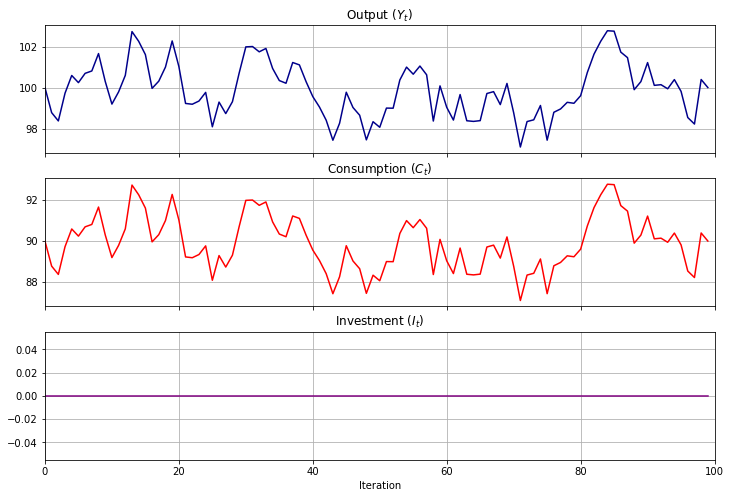 Output (Y_t)
102
100
98
Consumption (C_t)
92
90
88
Investment (I_t)
0.04
0.02
0.00
−0.02
−0.04
0 20 40 60 80 100
Iteration